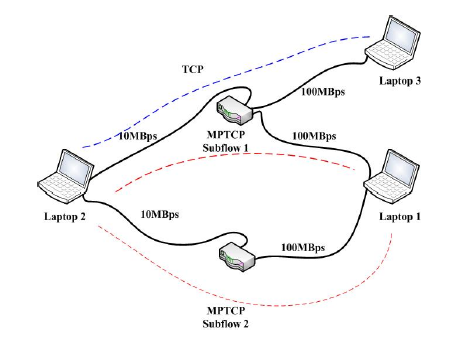 TCP
Laptop 3
100MBps
10MBps
MPTCP
Subflow 1
100MBps
Laptop 2
Laptop 1
10MBps
100MBps
MPTCP
Subflow 2